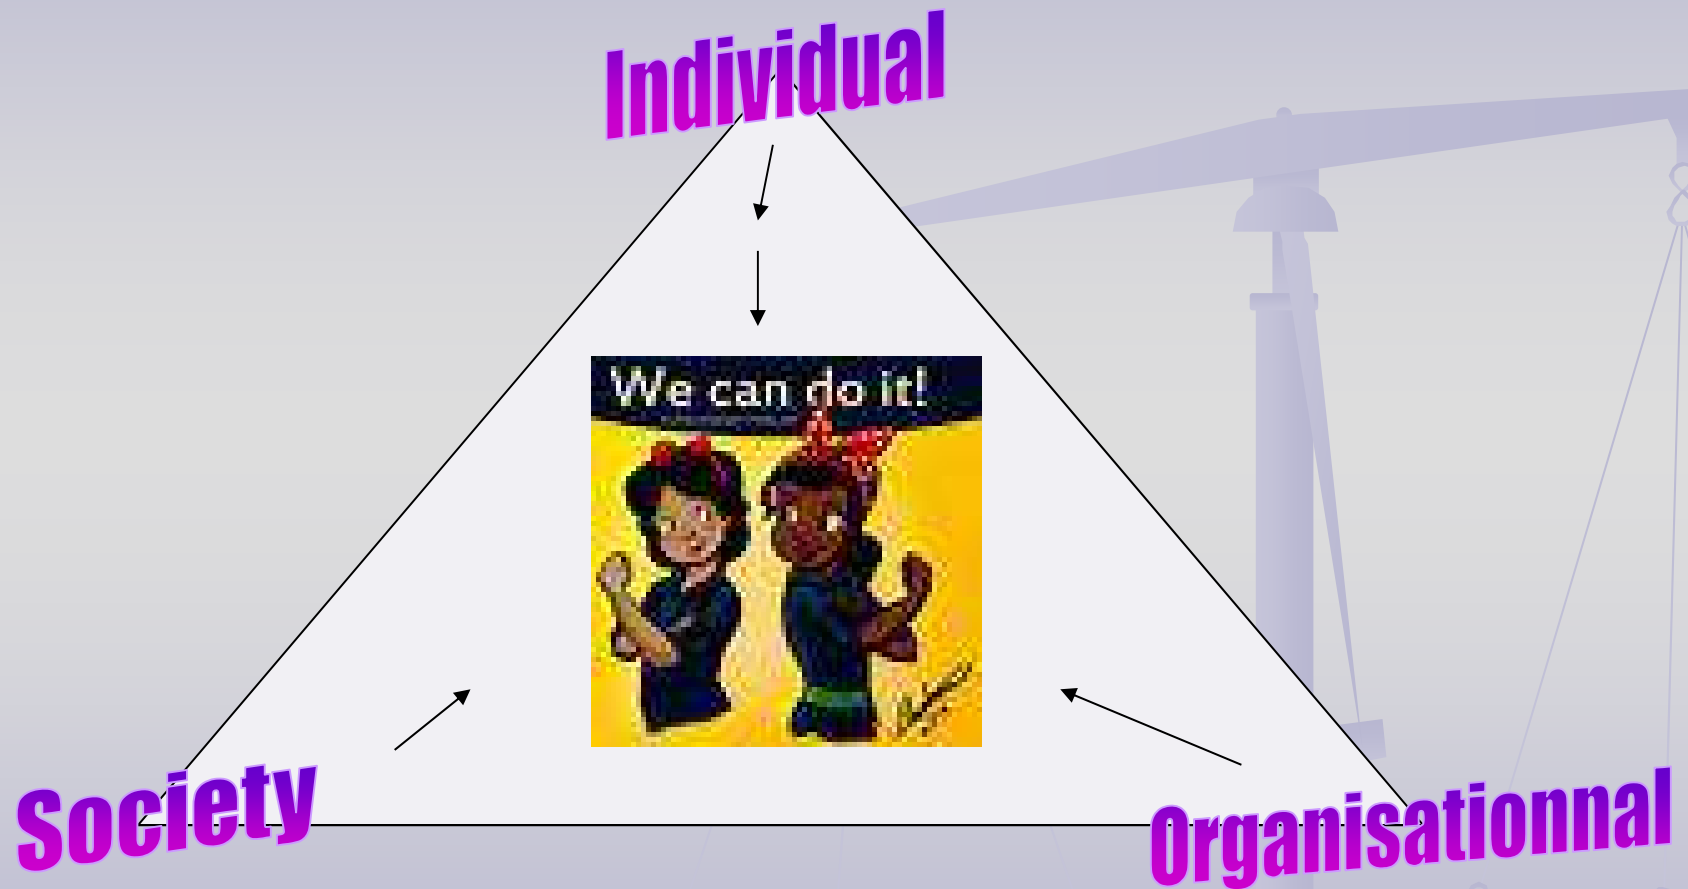 Individual
We can do it!
Society
Organisationnal